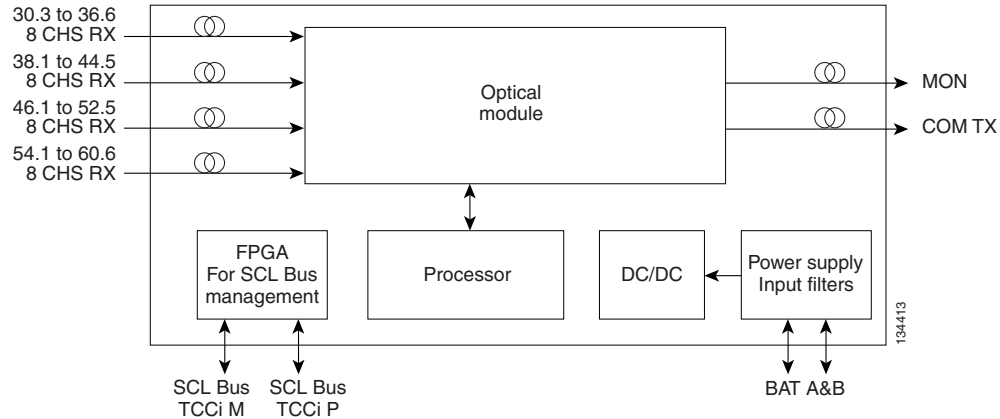 30.3 to 36.6
8 CHS RX
38.1 to 44.5
8 CHS RX
46.1 to 52.5
8 CHS RX
54.1 to 60.6
8 CHS RX
Optical
module
MON
COM TX
FPGA
For SCL Bus
management
Processor
DC/DC
Power supply
Input filters
134413
SCL Bus
TCCi M
SCL Bus
TCCi P
BAT A&B